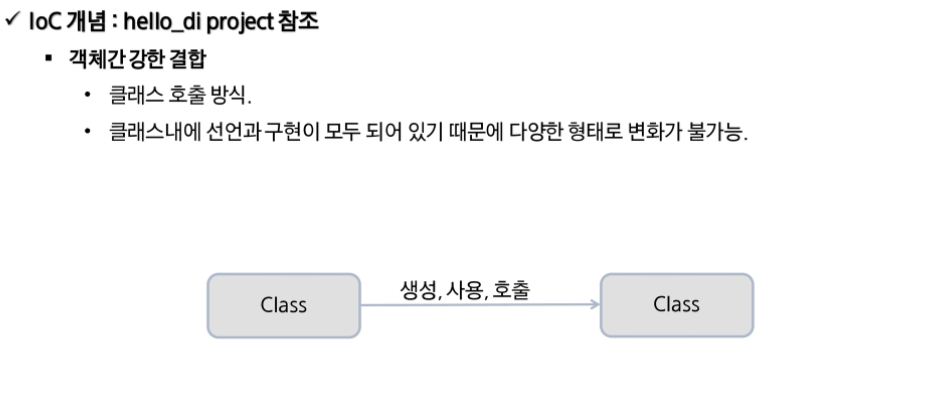 ✓ IoC 개념 : hello_di project 참조
▪ 객체간 강한 결합
• 클래스 호출 방식.
• 클래스내에 선언과 구현이 모두 되어 있기 때문에 다양한 형태로 변화가 불가능.
생성, 사용, 호출
Class
Class